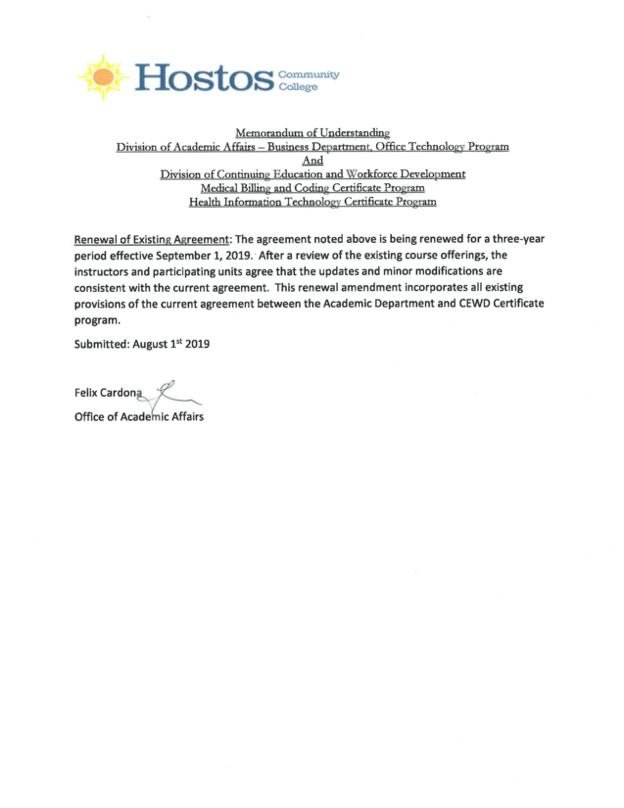 Hostos Community
College
Memorandum of Understanding
Division of Academic Affairs – Business Department, Office Technology Program
And
Division of Continuing Education and Workforce Development
Medical Billing and Coding Certificate Program
Health Information Technology Certificate Program
Renewal of Existing Agreement: The agreement noted above is being renewed for a three-year
period effective September 1, 2019. After a review of the existing course offerings, the
instructors and participating units agree that the updates and minor modifications are
consistent with the current agreement. This renewal amendment incorporates all existing
provisions of the current agreement between the Academic Department and CEWD Certificate
program.
Submitted: August 1st 2019
Felix Cardona
Office of Academic Affairs